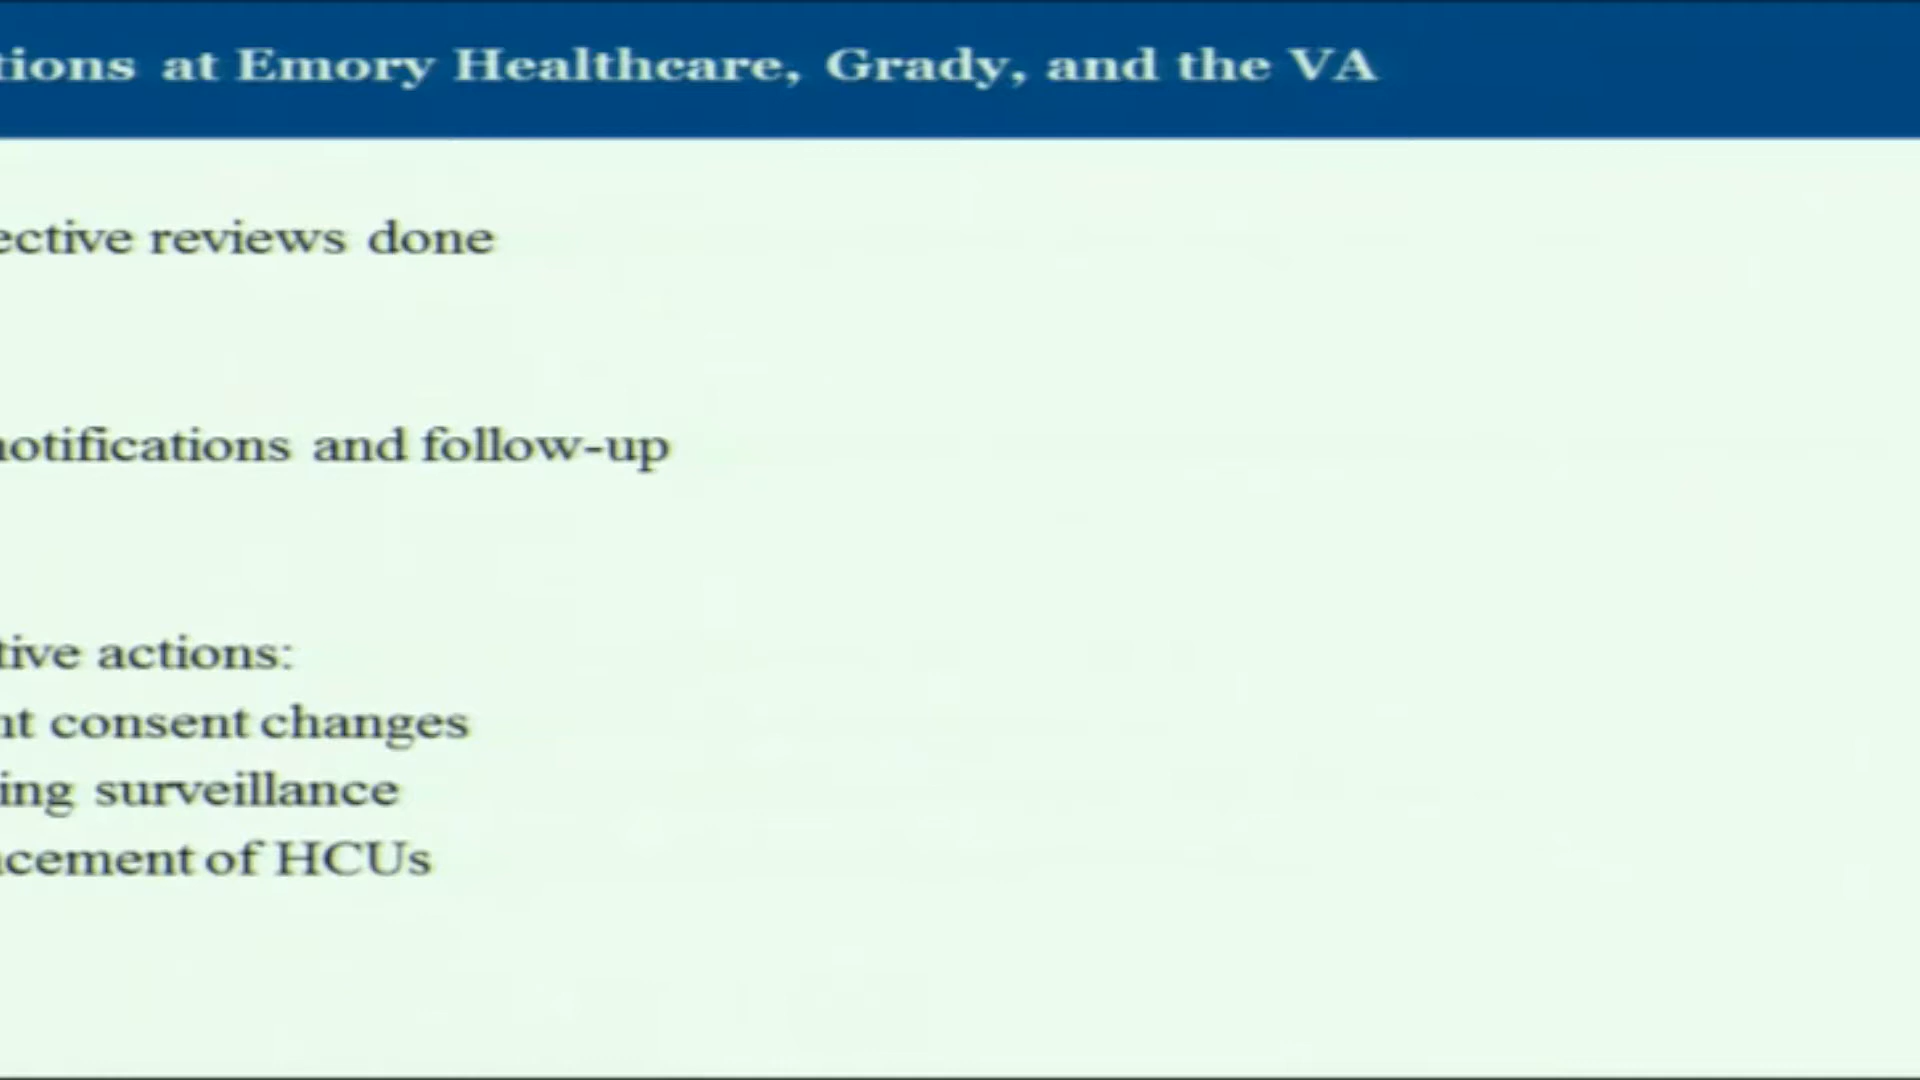 tions at Emory Healthcare, Grady, and the VA
ective reviews done
notifications and follow-up
tive actions:
nt consent changes
ing surveillance
cement of HCUs